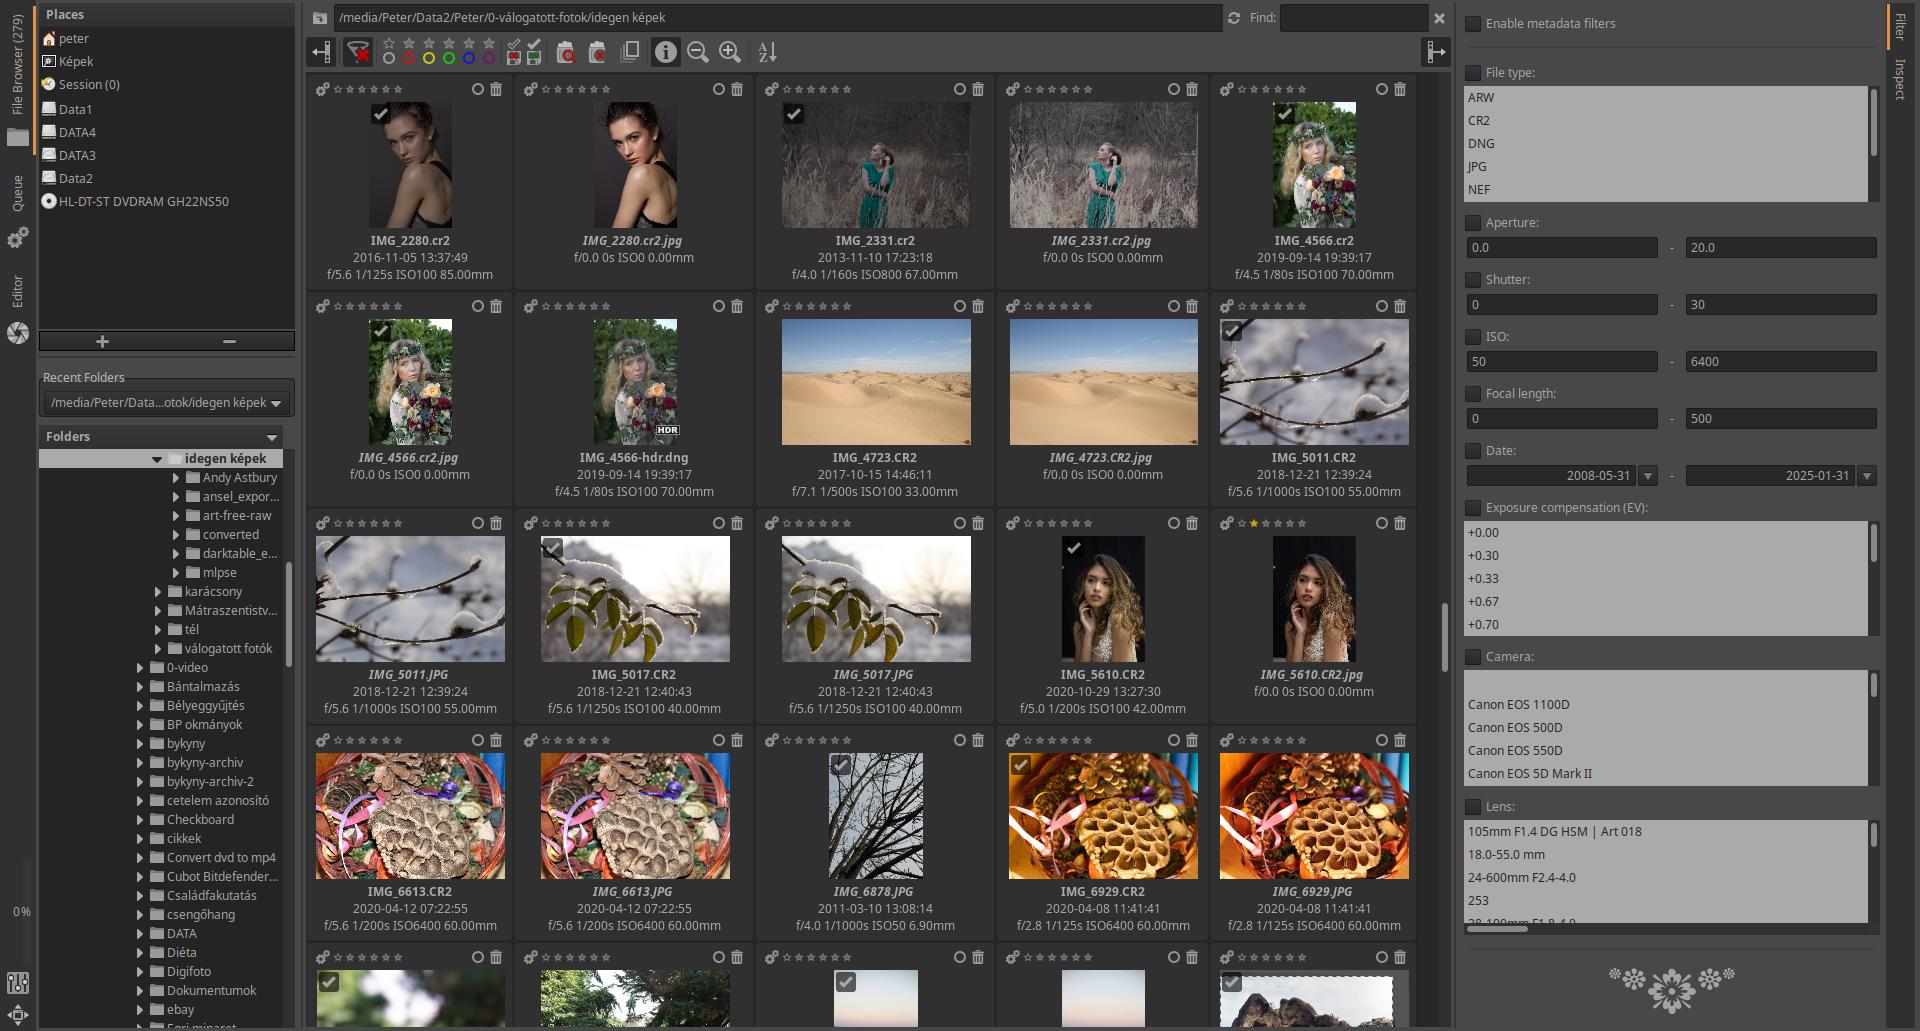 File Browser (279)
Queue
Editor
0%
Places
peter
Képek
Session (0)
Data1
DATA4
DATA3
Data2
HL-DT-ST DVDRAM GH22NS50
Recent Folders
/media/Peter/Data...otok/idegen képek
Folders
idegen képek
Andy Astbury
ansel_expor...
art-free-raw
converted
darktable_e...
mlpse
karácsony
Mátraszentistv...
tél
válogatott fotók
0-video
Bántalmazás
Bélyeggyűjtés
BP okmányok
bykyny
bykyny-archiv
bykyny-archiv-2
cetelem azonosító
Checkboard
cikkek
Convert dvd to mp4
Cubot Bitdefender...
Családfakutatás
csengőhang
DATA
Diéta
Digifoto
Dokumentumok
ebay
/media/Peter/Data2/Peter/0-válogatott-fotok/idegen képek
Find:
IMG_2280.cr2
2016-11-05 13:37:49
f/5.6 1/125s ISO100 85.00mm
IMG_2280.cr2.jpg
f/0.0 0s ISO0 0.00mm
IMG_2331.cr2
2013-11-10 17:23:18
f/4.0 1/160s ISO800 67.00mm
IMG_2331.cr2.jpg
f/0.0 0s ISO0 0.00mm
IMG_4566.cr2
2019-09-14 19:39:17
f/4.5 1/80s ISO100 70.00mm
IMG_4566.cr2.jpg
f/0.0 0s ISO0 0.00mm
HDR
IMG_4566-hdr.dng
2019-09-14 19:39:17
f/4.5 1/80s ISO100 70.00mm
IMG_4723.CR2
2017-10-15 14:46:11
f/7.1 1/500s ISO100 33.00mm
IMG_4723.CR2.jpg
f/0.0 0s ISO0 0.00mm
IMG_5011.CR2
2018-12-21 12:39:24
f/5.6 1/1000s ISO100 55.00mm
IMG_5011.JPG
2018-12-21 12:39:24
f/5.6 1/1000s ISO100 55.00mm
IMG_5017.CR2
2018-12-21 12:40:43
f/5.6 1/1250s ISO100 40.00mm
IMG_5017.JPG
2018-12-21 12:40:43
f/5.6 1/1250s ISO100 40.00mm
IMG_5610.CR2
2020-10-29 13:27:30
f/5.0 1/200s ISO100 42.00mm
IMG_5610.CR2.jpg
f/0.0 0s ISO0 0.00mm
IMG_6613.CR2
2020-04-12 07:22:55
f/5.6 1/200s ISO6400 60.00mm
IMG_6613.JPG
2020-04-12 07:22:55
f/5.6 1/200s ISO6400 60.00mm
IMG_6878.JPG
2011-03-10 13:08:14
f/4.0 1/1000s ISO50 6.90mm
IMG_6929.CR2
2020-04-08 11:41:41
f/2.8 1/125s ISO6400 60.00mm
IMG_6929.JPG
2020-04-08 11:41:41
f/2.8 1/125s ISO6400 60.00mm
Enable metadata filters
File type:
ARW
CR2
DNG
JPG
NEF
Aperture:
0.0 - 20.0
Shutter:
0 - 30
ISO:
50 - 6400
Focal length:
0 - 500
Date:
2008-05-31 - 2025-01-31
Exposure compensation (EV):
+0.00
+0.30
+0.33
+0.67
+0.70
Camera:
Canon EOS 1100D
Canon EOS 500D
Canon EOS 550D
Canon EOS 5D Mark II
Lens:
105mm F1.4 DG HSM | Art 018
18.0-55.0 mm
24-600mm F2.4-4.0
253
Filter
Inspect